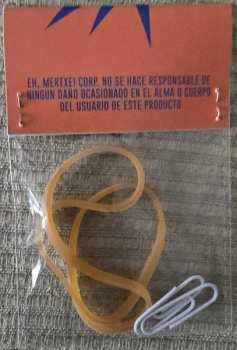 EH, MERTXE! CORP. NO SE HACE RESPONSABLE DE
NINGUN DAÑO OCASIONADO EN EL ALMA O CUERPO
DEL USUARIO DE ESTE PRODUCTO